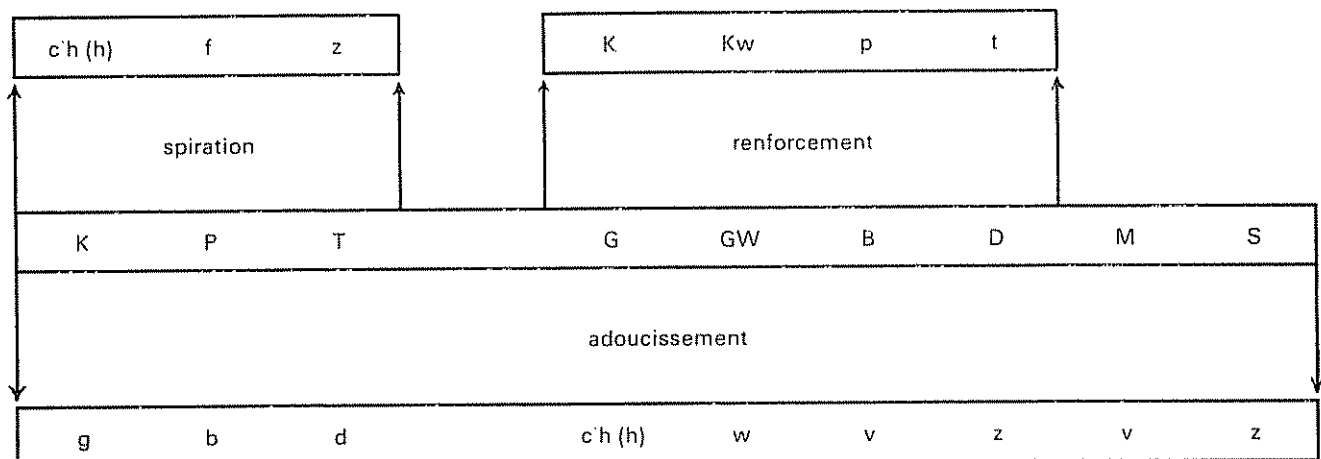 c'h (h) f z K Kw p t
spiration renforcement
K P T G GW B D M S
adoucissement
g b d c'h (h) w v z v z